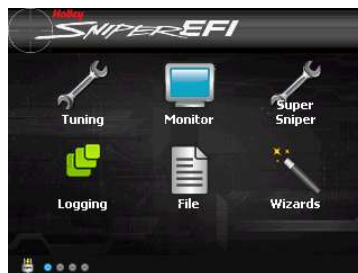 Holley
SNIPER EFI
Tuning
Monitor
Super
Sniper
Logging
File
Wizards